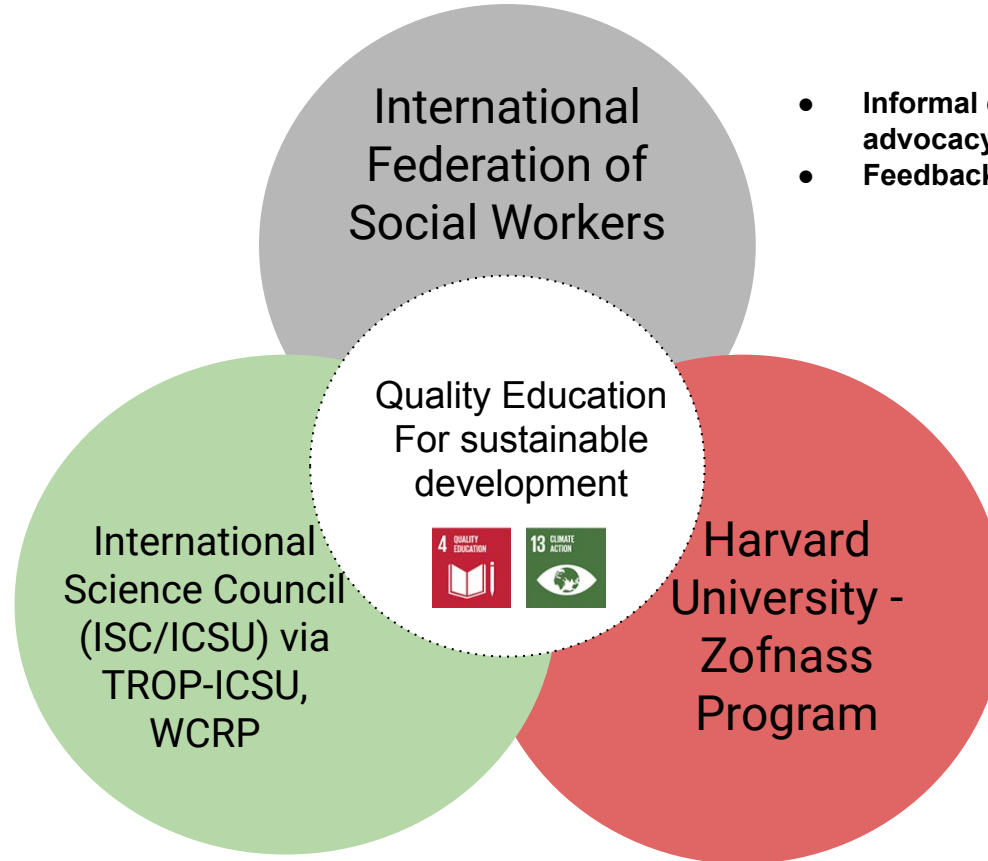 International
Federation of
Social Workers
● Informal
advocacy
● Feedback
Quality Education
For sustainable
development
4 QUALITY
EDUCATION
13 CLIMATE
ACTION
International
Science Council
(ISC/ICSU) via
TROP-ICSU,
WCRP
Harvard
University -
Zofnass
Program